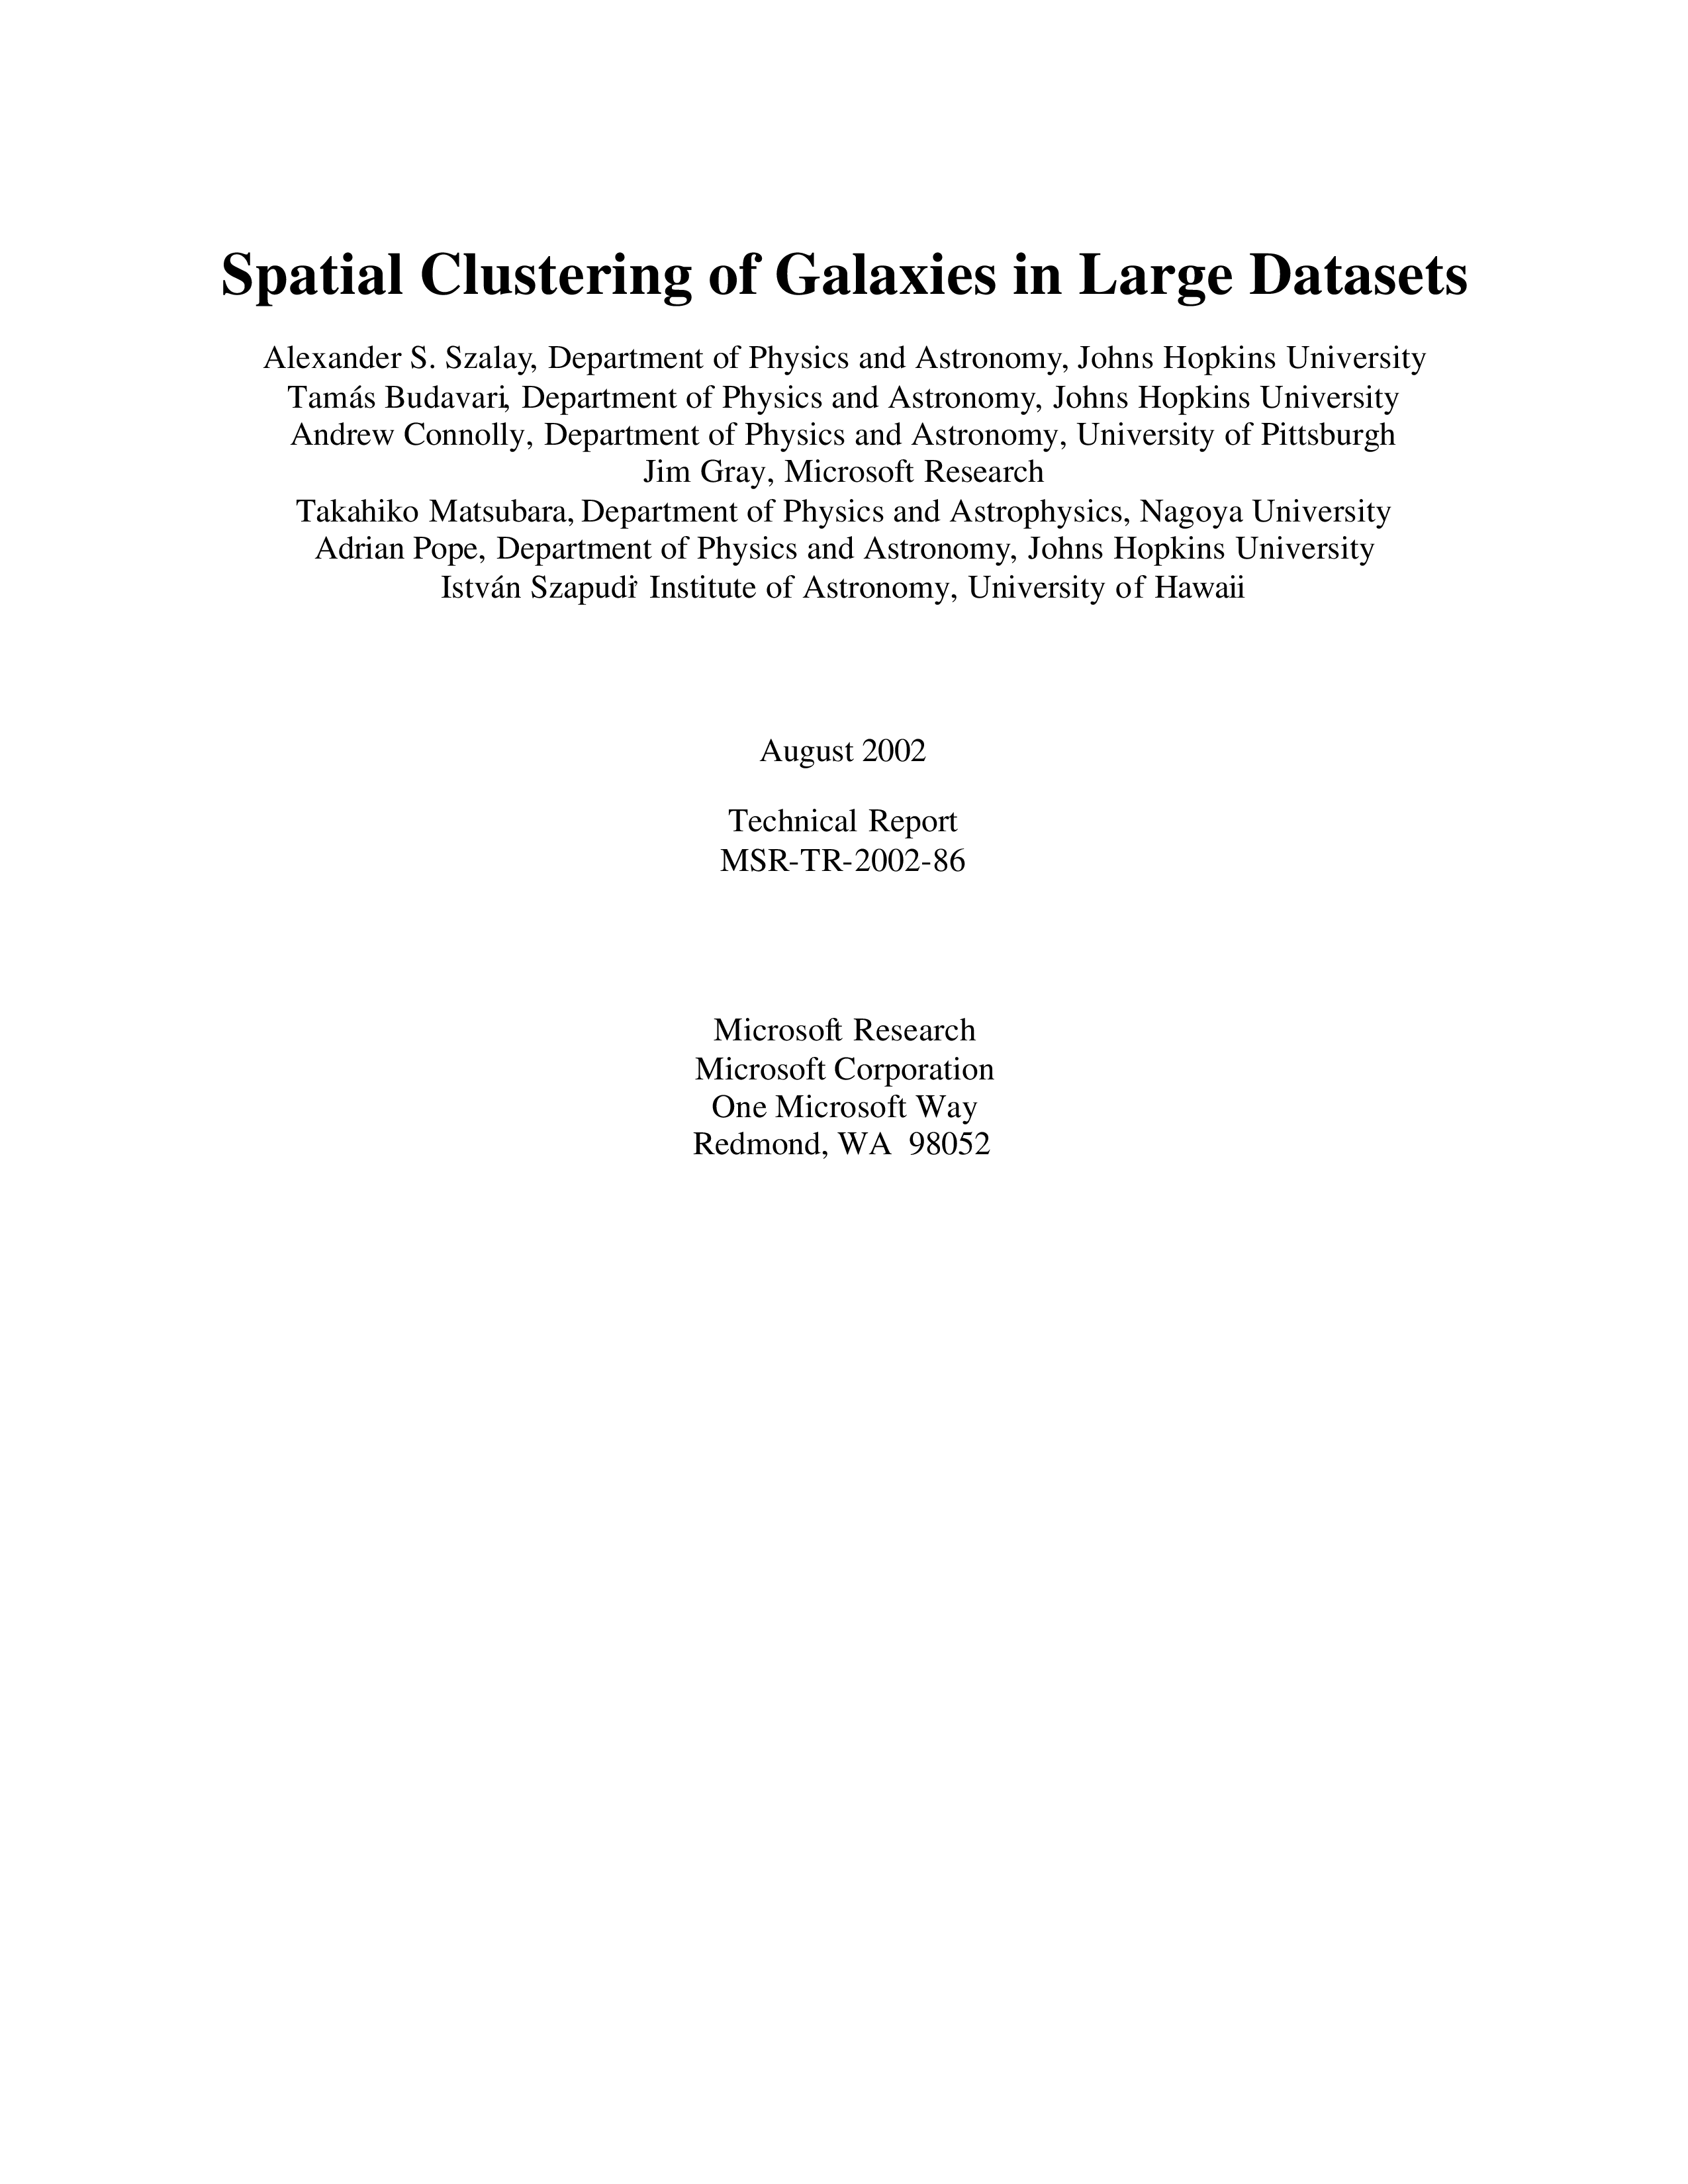 Spatial Clustering of Galaxies in Large Datasets
Alexander S. Szalay, Department of Physics and Astronomy, Johns Hopkins University
Tamás Budavari, Department of Physics and Astronomy, Johns Hopkins University
Andrew Connolly, Department of Physics and Astronomy, University of Pittsburgh
Jim Gray, Microsoft Research
Takahiko Matsubara, Department of Physics and Astrophysics, Nagoya University
Adrian Pope, Department of Physics and Astronomy, Johns Hopkins University
István Szapudi, Institute of Astronomy, University of Hawaii
August 2002
Technical Report
MSR-TR-2002-86
Microsoft Research
Microsoft Corporation
One Microsoft Way
Redmond, WA  98052